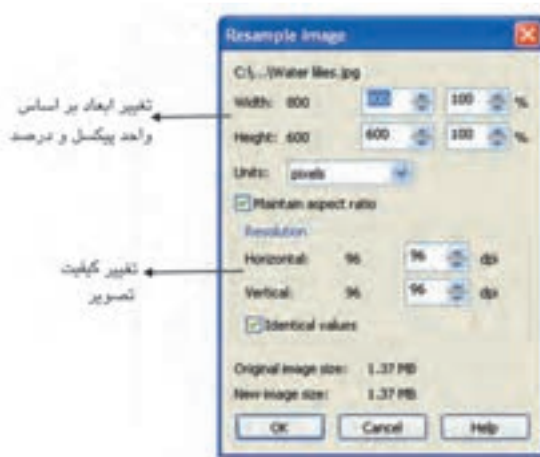 Resample Image
C:\...\Water lilies.jpg
Width: 800 800 100 %
Height: 600 600 100 %
Units: pixels
Maintain aspect ratio
Resolution
Horizontal: 96 96 dpi
Vertical: 96 96 dpi
Identical values
Original image size: 1.37 MB
New image size: 1.37 MB
OK Cancel Help
تغییر ابعاد بر اساس
واحد پیکسل و درصد
تغییر کیفیت
تصویر